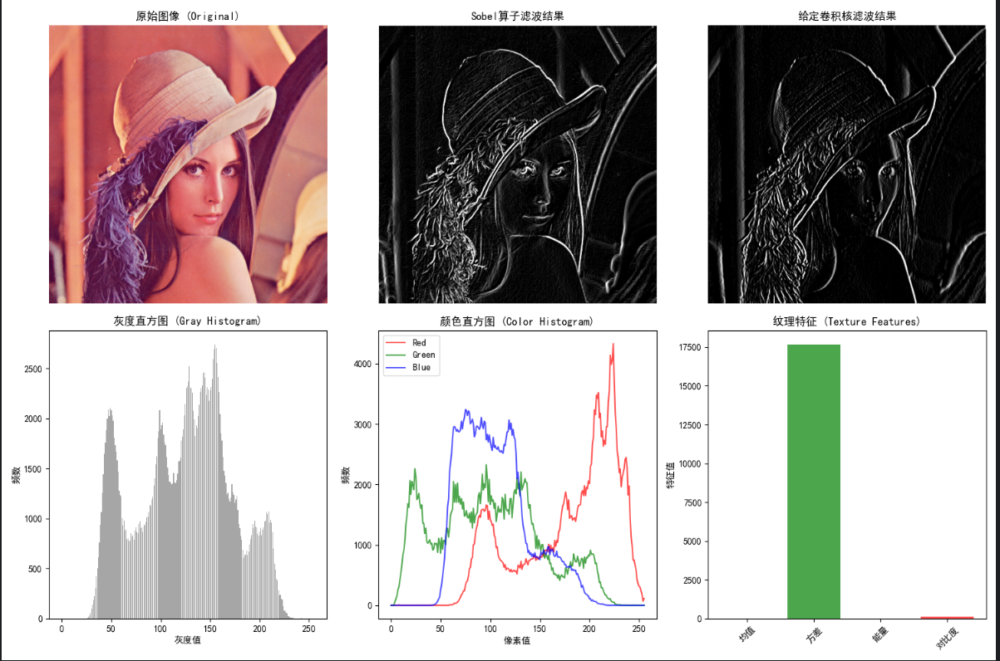 原始图像 (Original)
Sobel算子滤波结果
给定卷积核滤波结果
灰度直方图 (Gray Histogram)
频数
2500
2000
1500
1000
500
0
0 50 100 150 200 250
灰度值
颜色直方图 (Color Histogram)
Red
Green
Blue
频数
4000
3000
2000
1000
0
0 50 100 150 200 250
像素值
纹理特征 (Texture Features)
特征值
17500
15000
12500
10000
7500
5000
2500
0
均值 方差 能量 对比度